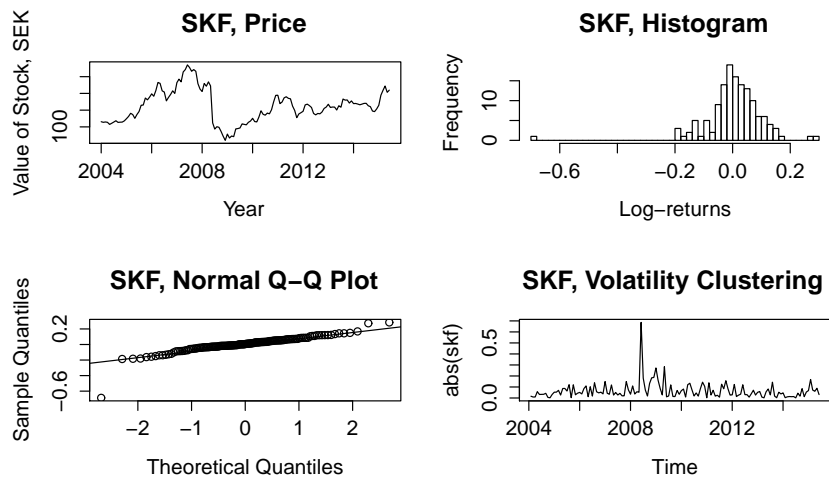 SKF, Price
Value of Stock, SEK
100
2004 2008 2012
Year
SKF, Histogram
Frequency
0 10
−0.6 −0.2 0.0 0.2
Log−returns
SKF, Normal Q−Q Plot
Sample Quantiles
−0.6 0.2
−2 −1 0 1 2
Theoretical Quantiles
SKF, Volatility Clustering
abs(skf)
0.0 0.5
2004 2008 2012
Time